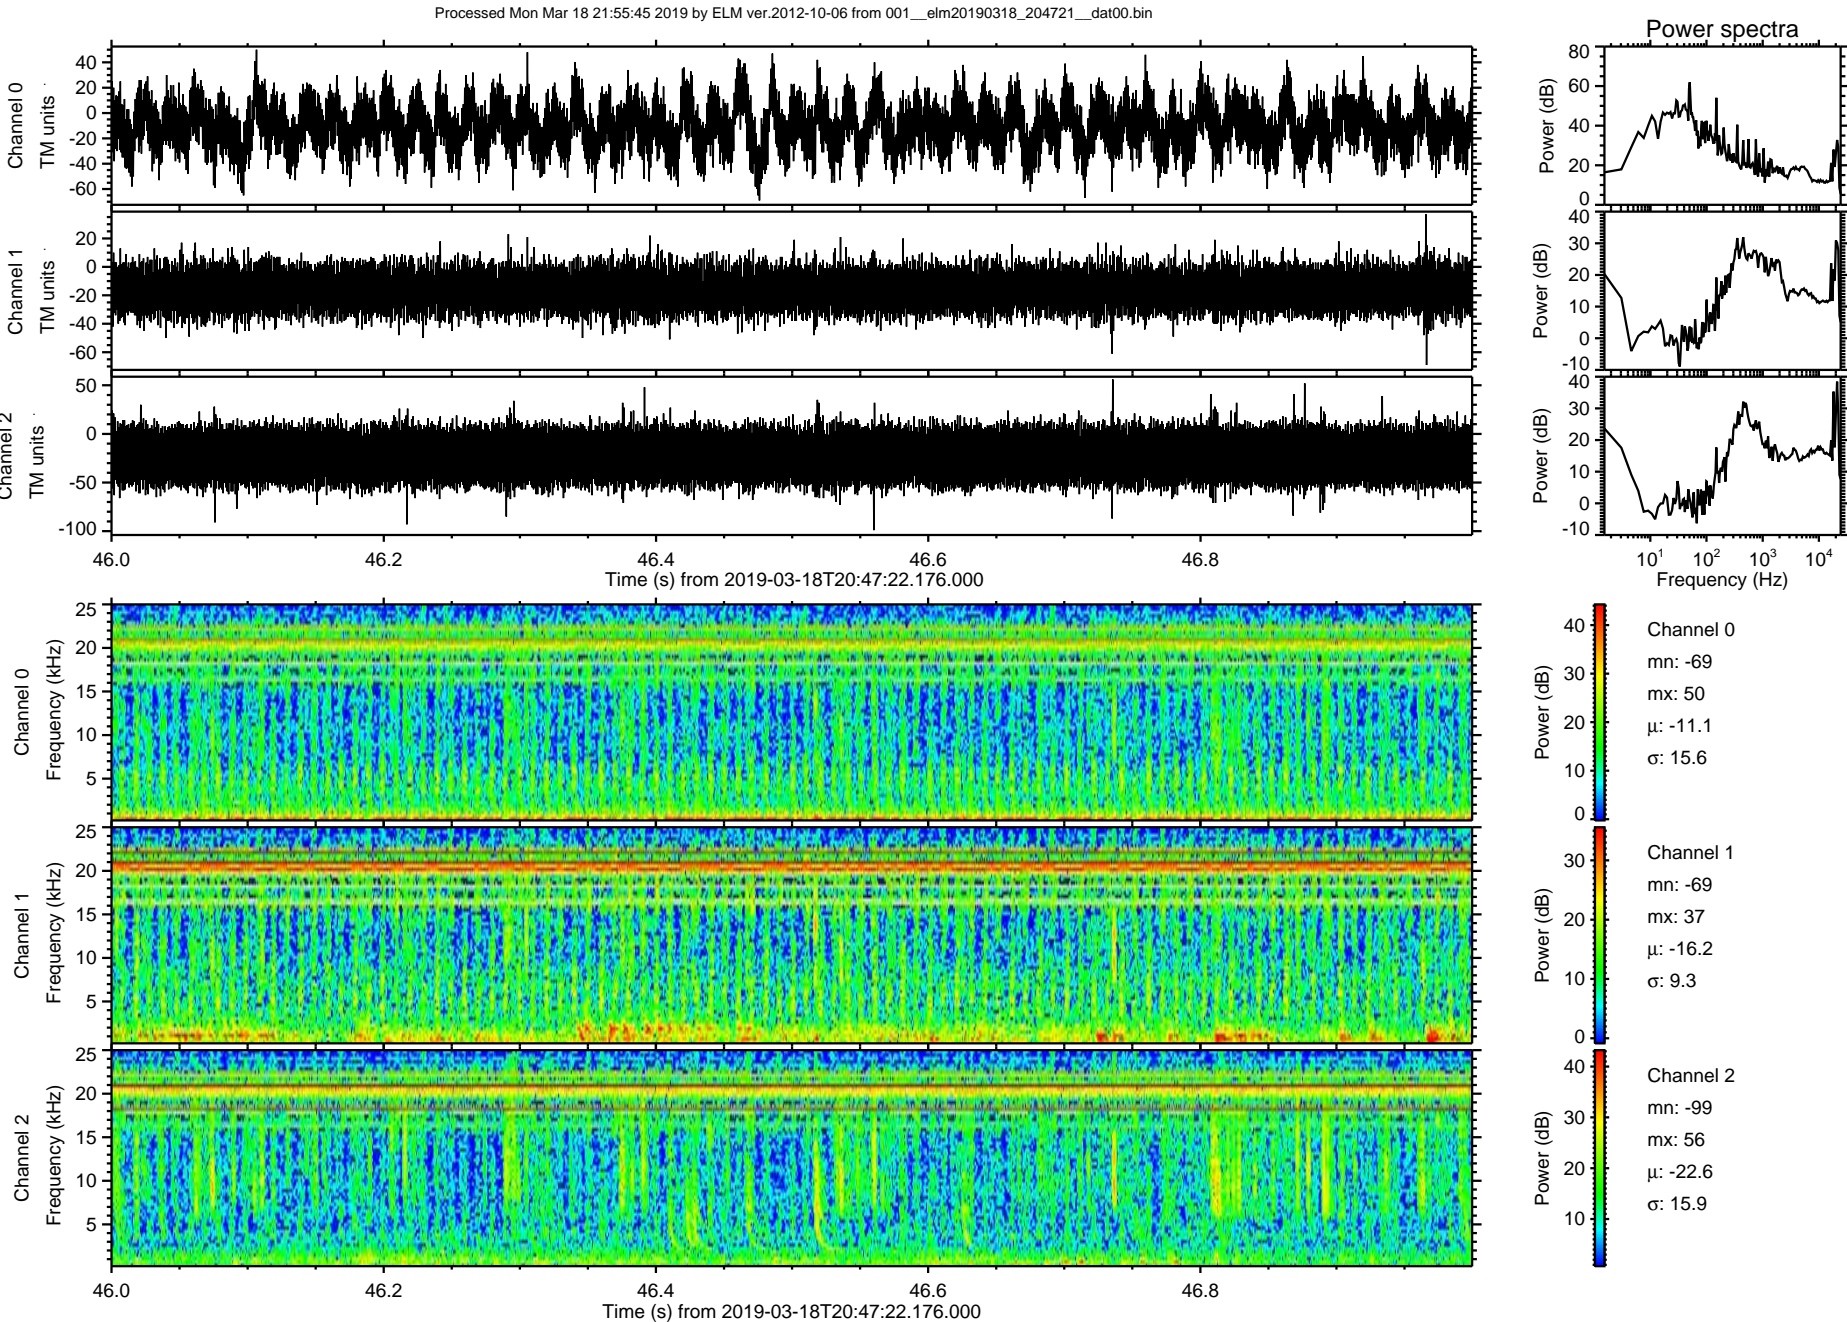 Processed Mon Mar 18 21:55:45 2019 by ELM ver.2012-10-06 from 001__elm20190318_204721__dat00.bin
Power spectra
Channel 0
TM units
40
20
0
-20
-40
-60
Power (dB)
80
60
40
20
0
Channel 1
TM units
20
0
-20
-40
-60
Power (dB)
40
30
20
10
0
-10
Channel 2
TM units
50
0
-50
-100
Power (dB)
40
30
20
10
0
-10
46.0 46.2 46.4 46.6 46.8
Time (s) from 2019-03-18T20:47:22.176.000
10¹ 10² 10³ 10⁴
Frequency (Hz)
Channel 0
Frequency (kHz)
25
20
15
10
5
Power (dB)
40
30
20
10
0
Channel 0
mn: -69
mx: 50
μ: -11.1
σ: 15.6
Channel 1
Frequency (kHz)
25
20
15
10
5
Power (dB)
30
20
10
0
Channel 1
mn: -69
mx: 37
μ: -16.2
σ: 9.3
Channel 2
Frequency (kHz)
25
20
15
10
5
Power (dB)
40
30
20
10
Channel 2
mn: -99
mx: 56
μ: -22.6
σ: 15.9
46.0 46.2 46.4 46.6 46.8
Time (s) from 2019-03-18T20:47:22.176.000